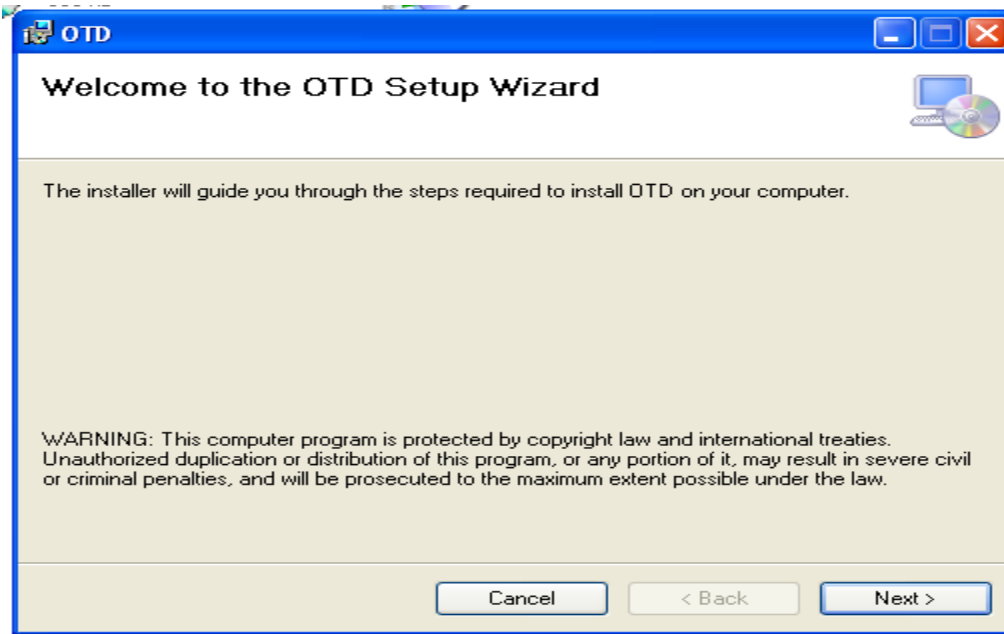 OTD
Welcome to the OTD Setup Wizard
The installer will guide you through the steps required to install OTD on your computer.
WARNING: This computer program is protected by copyright law and international treaties.
Unauthorized duplication or distribution of this program, or any portion of it, may result in severe civil
or criminal penalties, and will be prosecuted to the maximum extent possible under the law.
Cancel
< Back
Next >